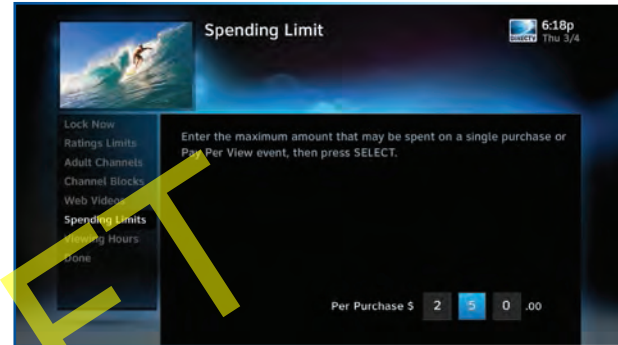 Spending Limit
6:18p
DIRECTV Thu 3/4
Lock Now
Ratings Limits
Adult Channels
Channel Blocks
Web Videos
Spending Limits
Viewing Hours
Done
Enter the maximum amount that may be spent on a single purchase or
Pay Per View event, then press SELECT.
Per Purchase $ 2 5 0 .00
FT